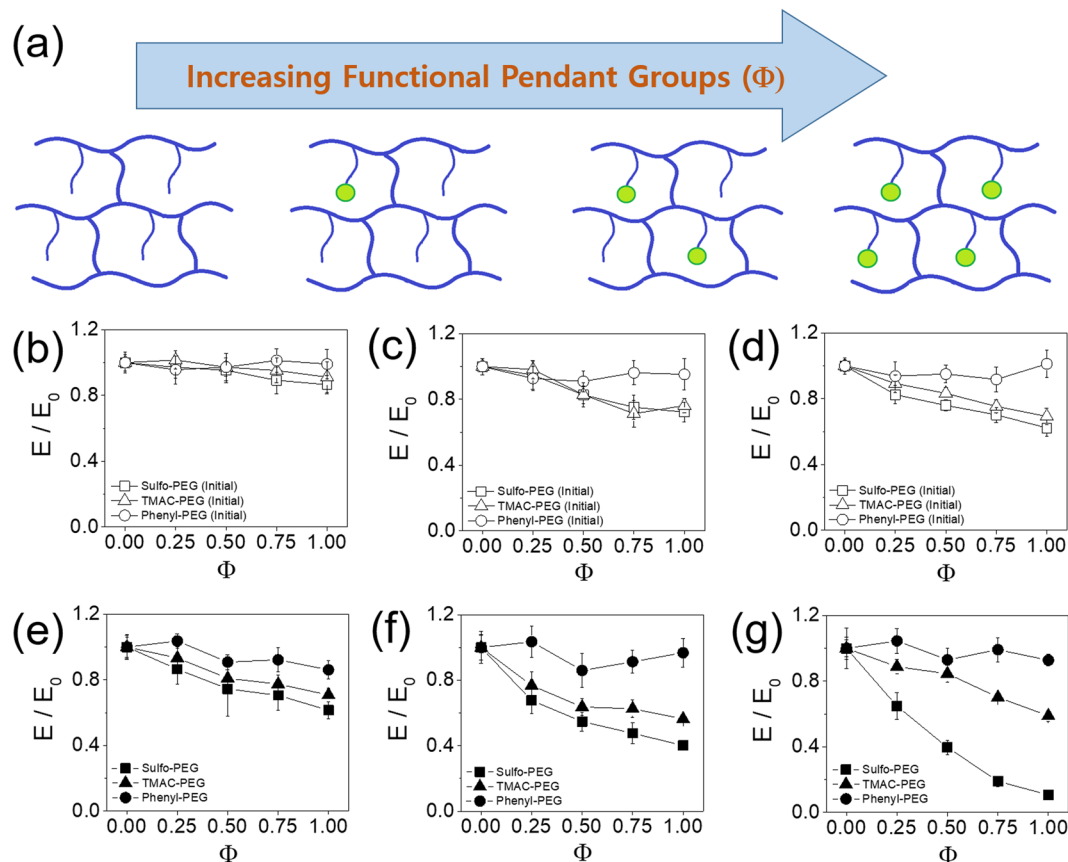 (a)
Increasing Functional Pendant Groups (Φ)
(b)
E / E₀
1.2
0.8
0.4
0.0
Sulfo-PEG (Initial)
TMAC-PEG (Initial)
Phenyl-PEG (Initial)
0.00 0.25 0.50 0.75 1.00
Φ
(c)
E / E₀
1.2
0.8
0.4
0.0
Sulfo-PEG (Initial)
TMAC-PEG (Initial)
Phenyl-PEG (Initial)
0.00 0.25 0.50 0.75 1.00
Φ
(d)
E / E₀
1.2
0.8
0.4
0.0
Sulfo-PEG (Initial)
TMAC-PEG (Initial)
Phenyl-PEG (Initial)
0.00 0.25 0.50 0.75 1.00
Φ
(e)
E / E₀
1.2
0.8
0.4
0.0
Sulfo-PEG
TMAC-PEG
Phenyl-PEG
0.00 0.25 0.50 0.75 1.00
Φ
(f)
E / E₀
1.2
0.8
0.4
0.0
Sulfo-PEG
TMAC-PEG
Phenyl-PEG
0.00 0.25 0.50 0.75 1.00
Φ
(g)
E / E₀
1.2
0.8
0.4
0.0
Sulfo-PEG
TMAC-PEG
Phenyl-PEG
0.00 0.25 0.50 0.75 1.00
Φ